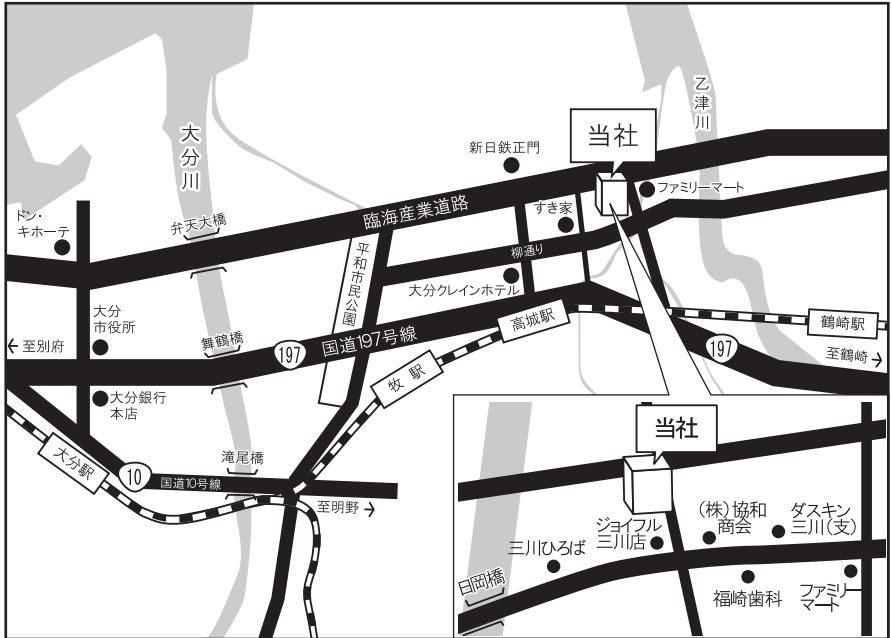 乙津川
当社
大分川
新日鉄正門
ファミリーマート
ドン・
キホーテ
弁天大橋
臨海産業道路
すき家
柳通り
平和市民公園
大分クレインホテル
大分
市役所
舞鶴橋
197
国道197号線
高城駅
鶴崎駅
197
至鶴崎
至別府
牧駅
大分銀行
本店
大分駅
10
国道10号線
滝尾橋
至明野
当社
(株)協和
商会
ダスキン
三川(支)
ジョイフル
三川店
三川ひろば
日岡橋
福崎歯科
ファミリー
マート